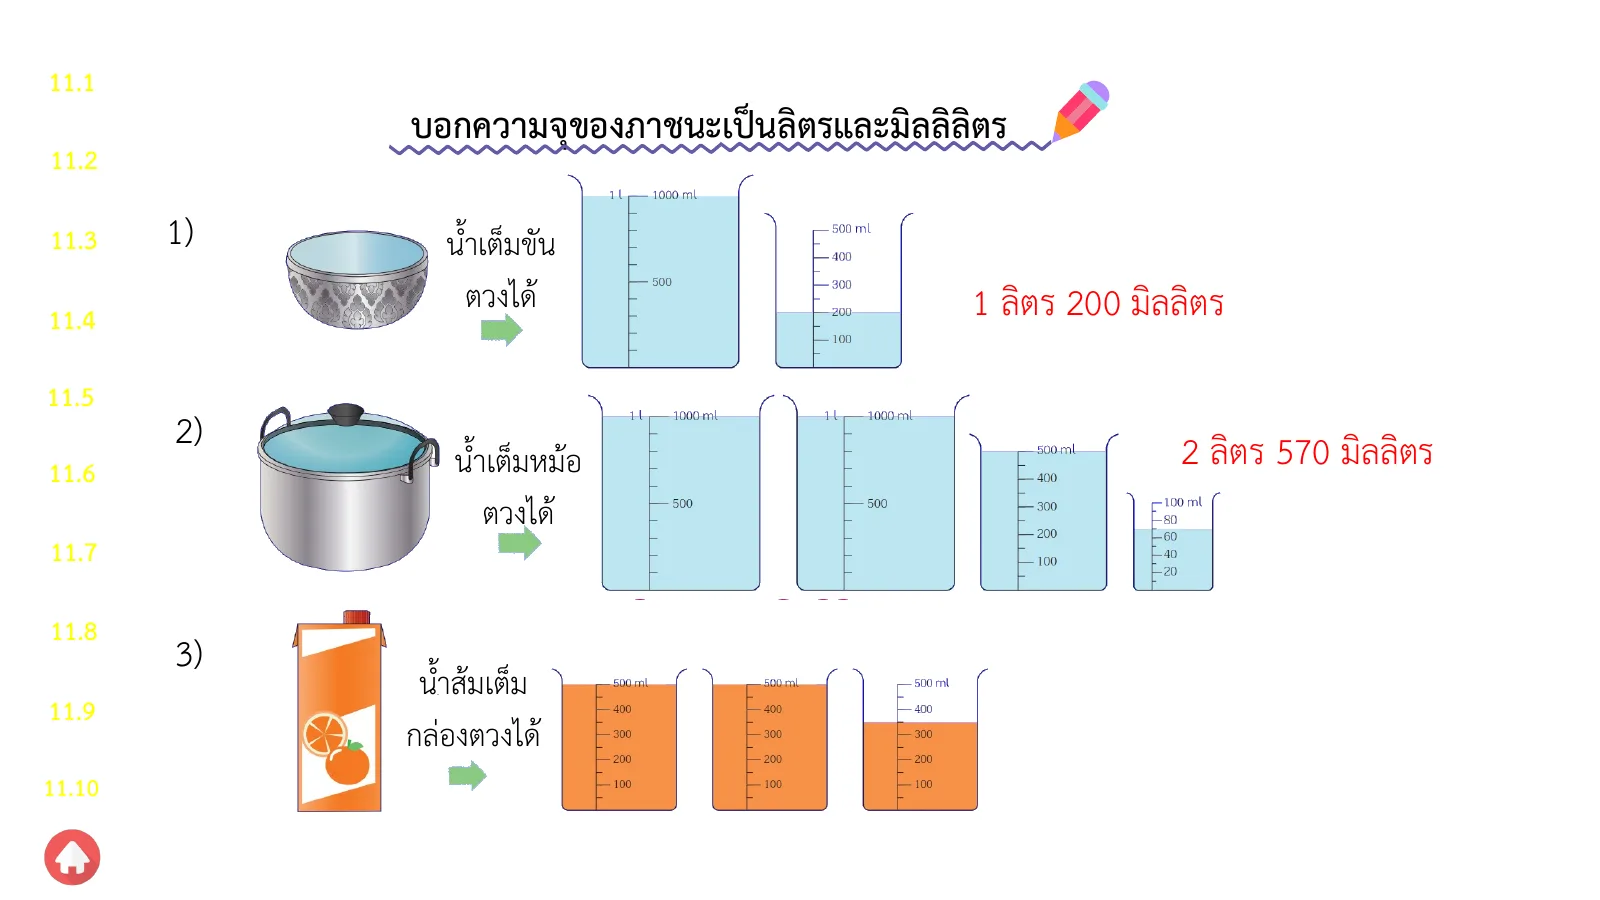 11.1
11.2
11.3
11.4
11.5
11.6
11.7
11.8
11.9
11.10
บอกความจุของภาชนะเป็นลิตรและมิลลิลิตร
1)
น้ำเต็มขัน
ตวงได้
1 l 1000 ml
500
500 ml
400
300
200
100
1 ลิตร 200 มิลลิตร
2)
น้ำเต็มหม้อ
ตวงได้
1 l 1000 ml
500
1 l 1000 ml
500
500 ml
400
300
200
100
100 ml
80
60
40
20
2 ลิตร 570 มิลลิตร
3)
น้ำส้มเต็ม
กล่องตวงได้
500 ml
400
300
200
100
500 ml
400
300
200
100
500 ml
400
300
200
100